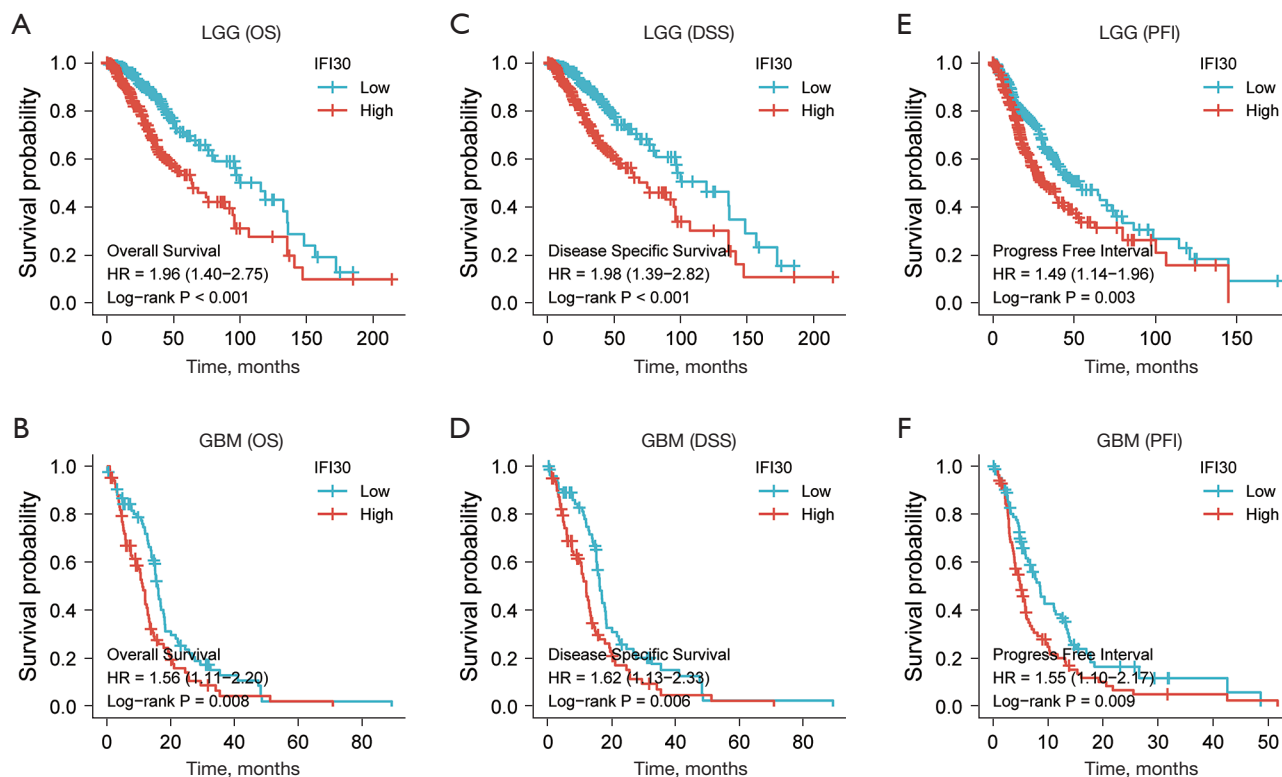 A
LGG (OS)
IFI30
Low
High
Survival probability
1.0
0.8
0.6
0.4
0.2
0.0
Overall Survival
HR = 1.96 (1.40−2.75)
Log−rank P < 0.001
0 50 100 150 200
Time, months
C
LGG (DSS)
IFI30
Low
High
Survival probability
1.0
0.8
0.6
0.4
0.2
0.0
Disease Specific Survival
HR = 1.98 (1.39−2.82)
Log−rank P < 0.001
0 50 100 150 200
Time, months
E
LGG (PFI)
IFI30
Low
High
Survival probability
1.0
0.8
0.6
0.4
0.2
0.0
Progress Free Interval
HR = 1.49 (1.14−1.96)
Log−rank P = 0.003
0 50 100 150
Time, months
B
GBM (OS)
IFI30
Low
High
Survival probability
1.0
0.8
0.6
0.4
0.2
0.0
Overall Survival
HR = 1.56 (1.11−2.20)
Log−rank P = 0.008
0 20 40 60 80
Time, months
D
GBM (DSS)
IFI30
Low
High
Survival probability
1.0
0.8
0.6
0.4
0.2
0.0
Disease Specific Survival
HR = 1.62 (1.13−2.33)
Log−rank P = 0.006
0 20 40 60 80
Time, months
F
GBM (PFI)
IFI30
Low
High
Survival probability
1.0
0.8
0.6
0.4
0.2
0.0
Progress Free Interval
HR = 1.55 (1.10−2.17)
Log−rank P = 0.009
0 10 20 30 40 50
Time, months